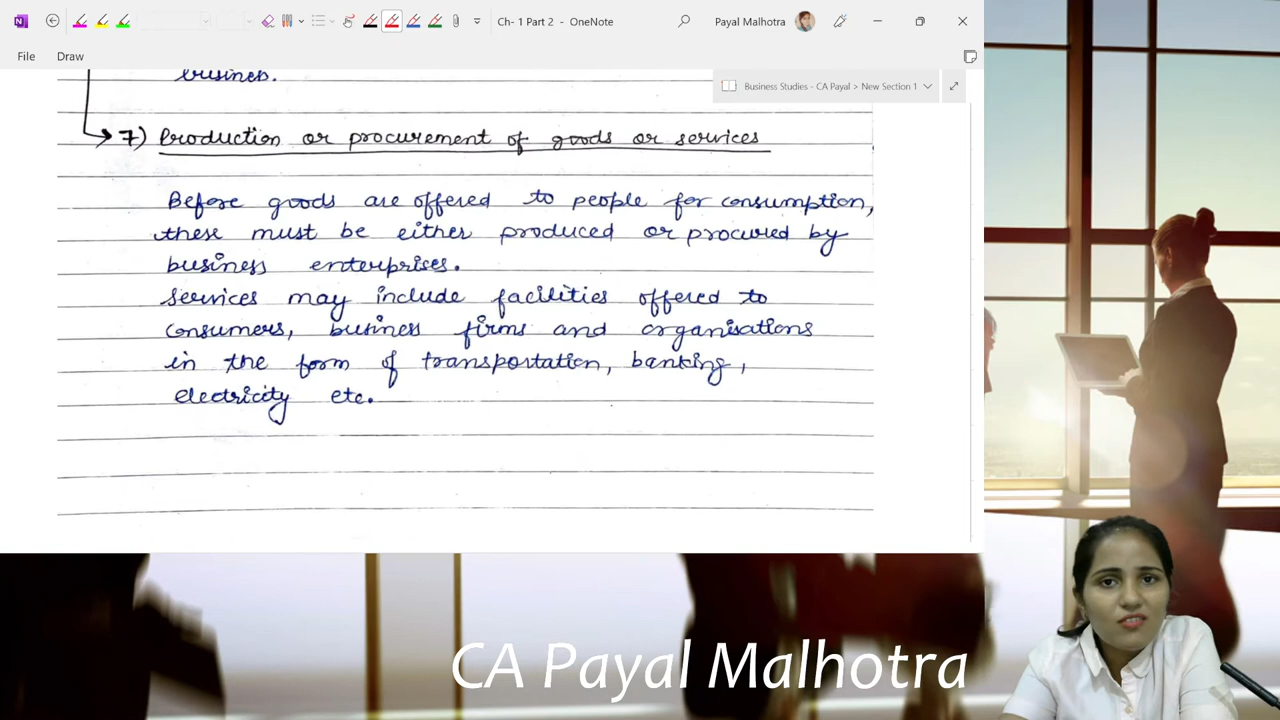 Ch- 1 Part 2 - OneNote
Payal Malhotra
File
Draw
Business Studies - CA Payal > New Section 1
business.
7) Production or procurement of goods or services
Before goods are offered to people for consumption,
these must be either produced or procured by
business enterprises.
Services may include facilities offered to
consumers, business firms and organisations
in the form of transportation, banking,
electricity etc.
CA Payal Malhotra